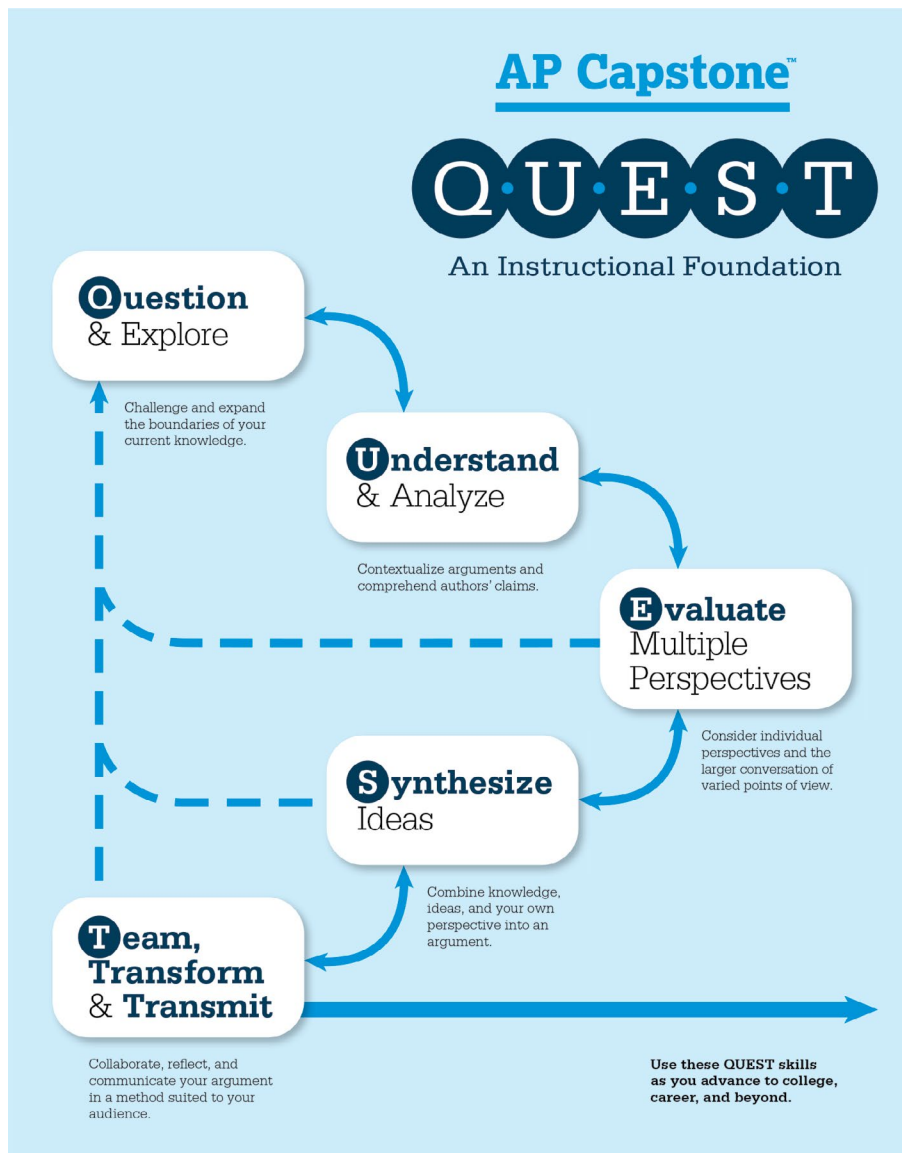 AP Capstone™
Q•U•E•S•T
An Instructional Foundation
Question
& Explore
Challenge and expand
the boundaries of your
current knowledge.
Understand
& Analyze
Contextualize arguments and
comprehend authors' claims.
Evaluate
Multiple
Perspectives
Consider individual
perspectives and the
larger conversation of
varied points of view.
Synthesize
Ideas
Combine knowledge,
ideas, and your own
perspective into an
argument.
Team,
Transform
& Transmit
Collaborate, reflect, and
communicate your argument
in a method suited to your
audience.
Use these QUEST skills
as you advance to college,
career, and beyond.